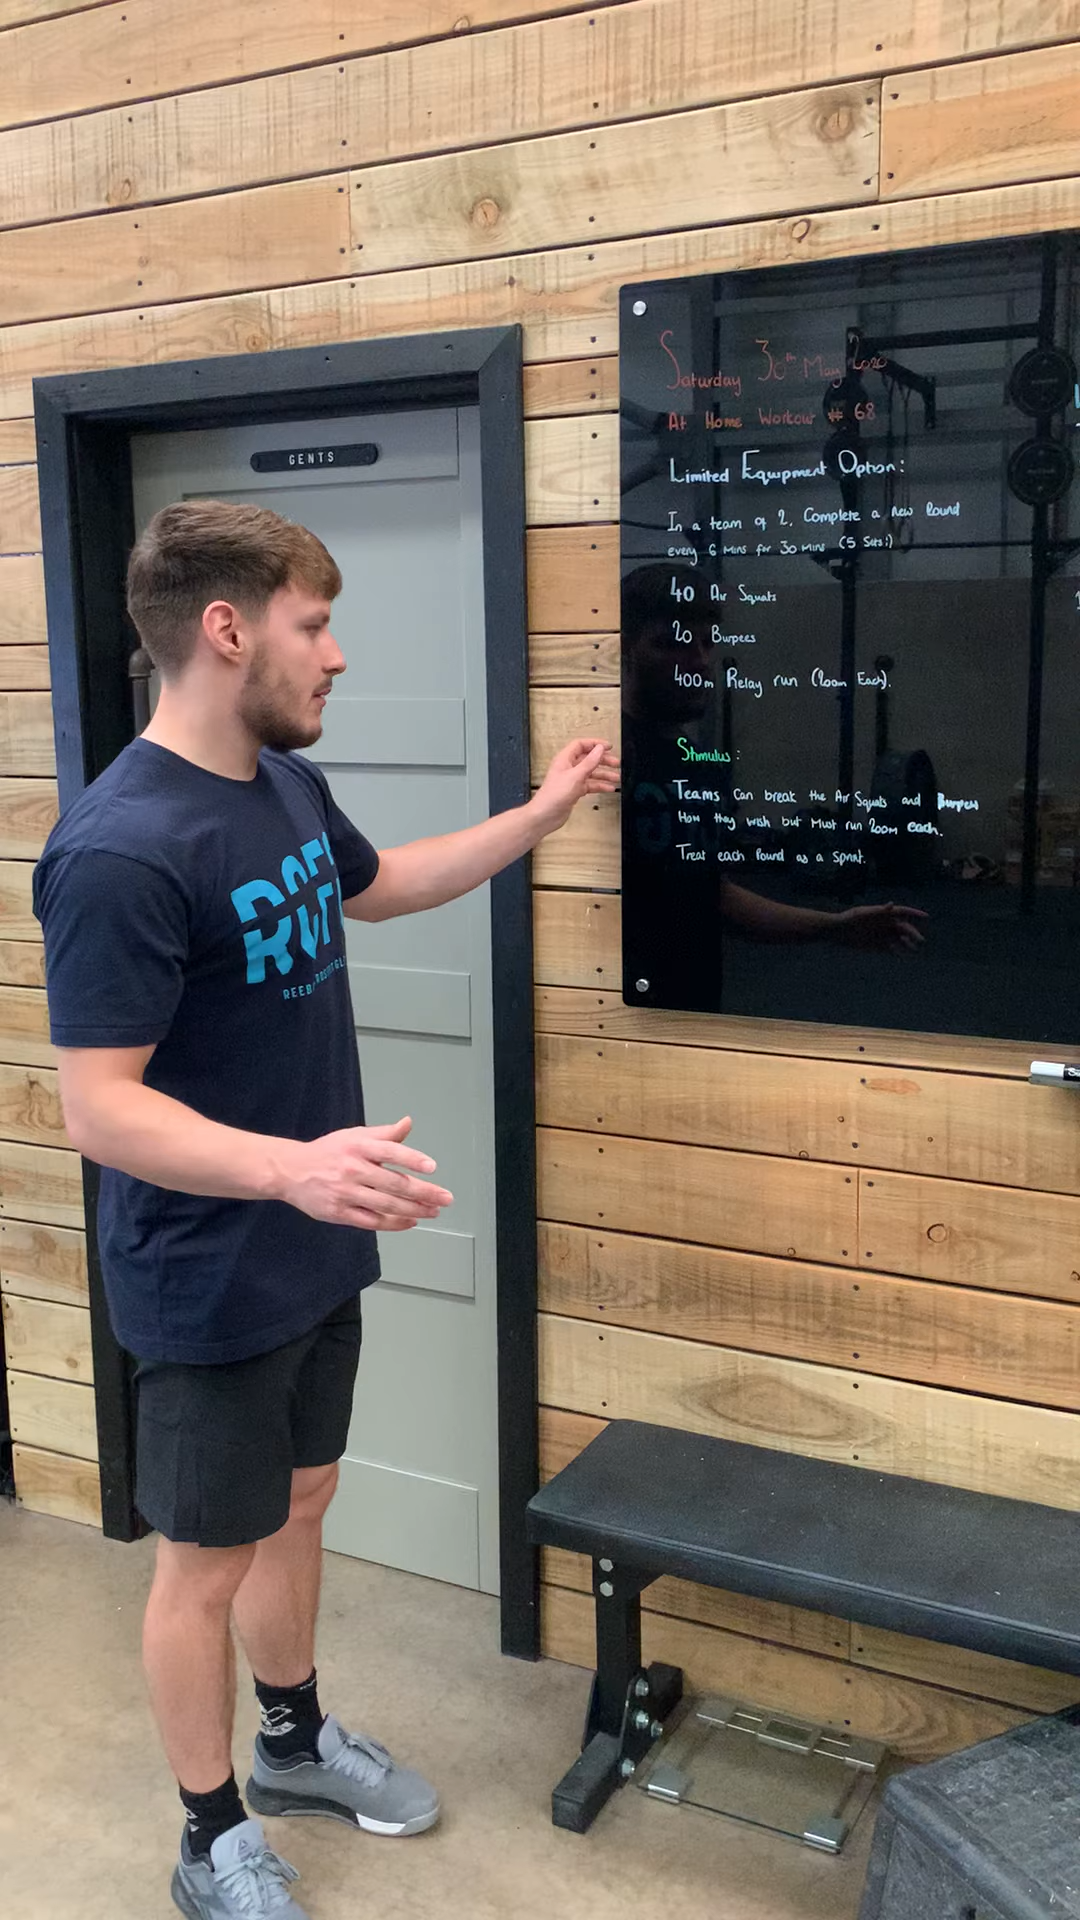 GENTS
Saturday 30th May 2020
At Home Workout # 68
Limited Equipment Option:
In a team of 2, Complete a new Round
every 6 mins for 30 mins (5 Sets!)
40 Air Squats
20 Burpees
400m Relay run (200m Each).
Stimulus:
Teams Can break the Air Squats and Burpees
How they wish but Must run 200m each.
Treat each Round as a sprint.
RCF
REEB